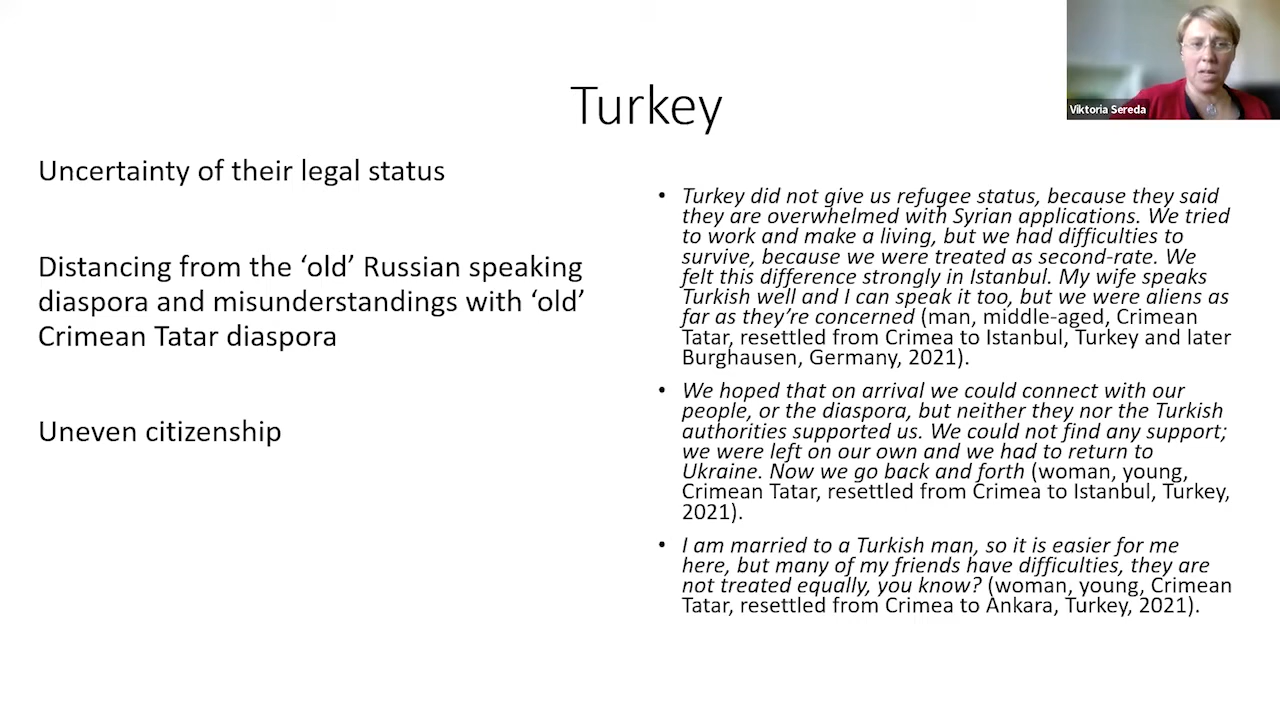 Viktoria Sereda
Turkey
Uncertainty of their legal status
Distancing from the ‘old’ Russian speaking
diaspora and misunderstandings with ‘old’
Crimean Tatar diaspora
Uneven citizenship
• Turkey did not give us refugee status, because they said
they are overwhelmed with Syrian applications. We tried
to work and make a living, but we had difficulties to
survive, because we were treated as second-rate. We
felt this difference strongly in Istanbul. My wife speaks
Turkish well and I can speak it too, but we were aliens as
far as they’re concerned (man, middle-aged, Crimean
Tatar, resettled from Crimea to Istanbul, Turkey and later
Burghausen, Germany, 2021).
• We hoped that on arrival we could connect with our
people, or the diaspora, but neither they nor the Turkish
authorities supported us. We could not find any support;
we were left on our own and we had to return to
Ukraine. Now we go back and forth (woman, young,
Crimean Tatar, resettled from Crimea to Istanbul, Turkey,
2021).
• I am married to a Turkish man, so it is easier for me
here, but many of my friends have difficulties, they are
not treated equally, you know? (woman, young, Crimean
Tatar, resettled from Crimea to Ankara, Turkey, 2021).